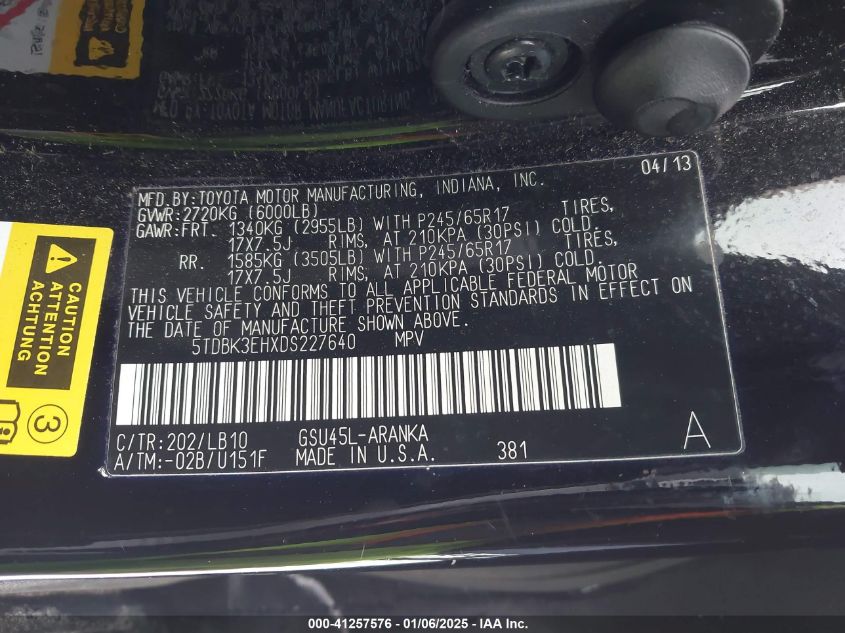 MFD.BY:TOYOTA MOTOR MANUFACTURING, INDIANA, INC. 04/13
GVWR:2720KG (6000LB)
GAWR:FRT. 1340KG (2955LB) WITH P245/65R17 TIRES,
17X7.5J RIMS, AT 210KPA (30PSI) COLD.
RR. 1585KG (3505LB) WITH P245/65R17 TIRES,
17X7.5J RIMS, AT 210KPA (30PSI) COLD.
THIS VEHICLE CONFORMS TO ALL APPLICABLE FEDERAL MOTOR
VEHICLE SAFETY AND THEFT PREVENTION STANDARDS IN EFFECT ON
THE DATE OF MANUFACTURE SHOWN ABOVE.
5TDBK3EHXDS227640 MPV
C/TR:202/LB10 GSU45L-ARANKA A
A/TM:-02B/U151F MADE IN U.S.A. 381
CAUTION
ATTENTION
ACHTUNG
3
000-41257576 - 01/06/2025 - IAA Inc.